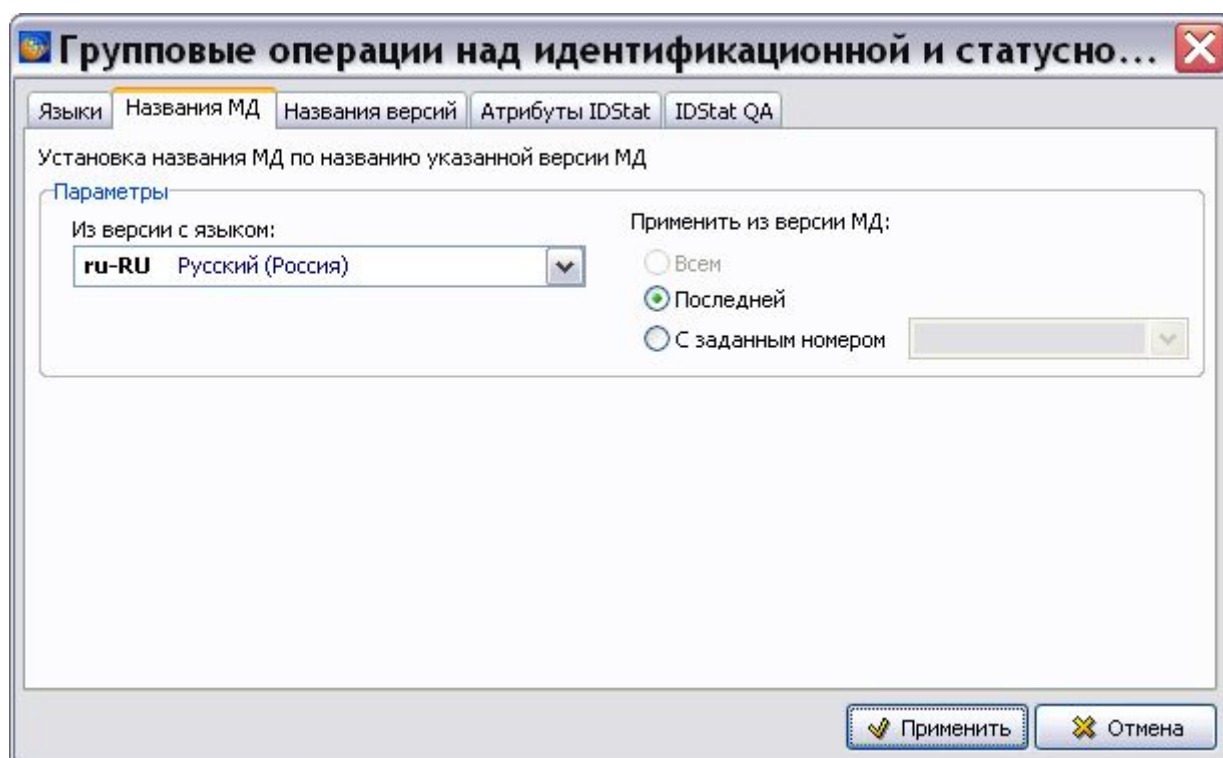 Групповые операции над идентификационной и статусно...
Языки Названия МД Названия версий Атрибуты IDStat IDStat QA
Установка названия МД по названию указанной версии МД
Параметры
Из версии с языком:
ru-RU Русский (Россия)
Применить из версии МД:
Всем
Последней
С заданным номером
Применить Отмена